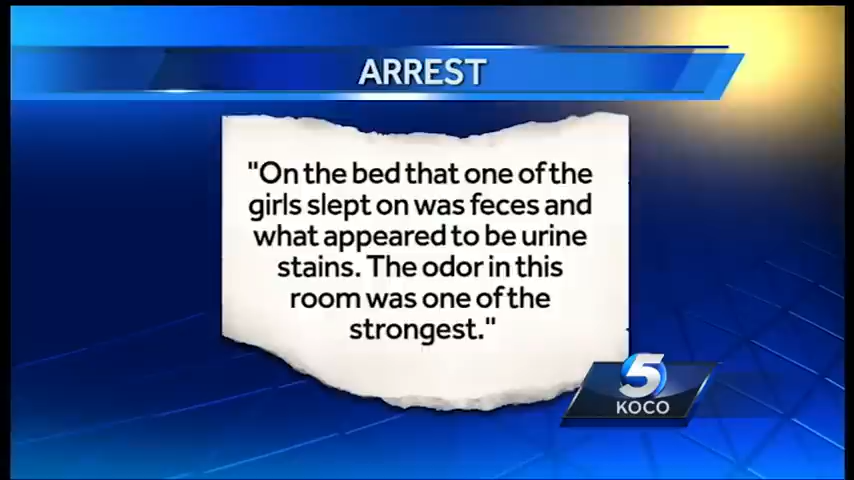 ARREST
"On the bed that one of the
girls slept on was feces and
what appeared to be urine
stains. The odor in this
room was one of the
strongest."
5
KOCO